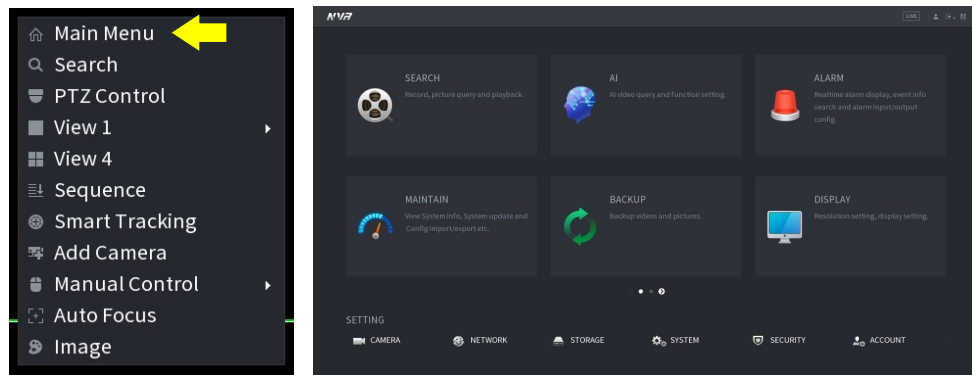 Main Menu
Search
PTZ Control
View 1
View 4
Sequence
Smart Tracking
Add Camera
Manual Control
Auto Focus
Image
NVR
LIVE
SEARCH
Record, picture query and playback.
AI
AI video query and function setting.
ALARM
Realtime alarm display, event info
search and alarm input/output
config.
MAINTAIN
View System info, System update and
Config import/export etc.
BACKUP
Backup videos and pictures.
DISPLAY
Resolution setting, display setting.
SETTING
CAMERA
NETWORK
STORAGE
SYSTEM
SECURITY
ACCOUNT